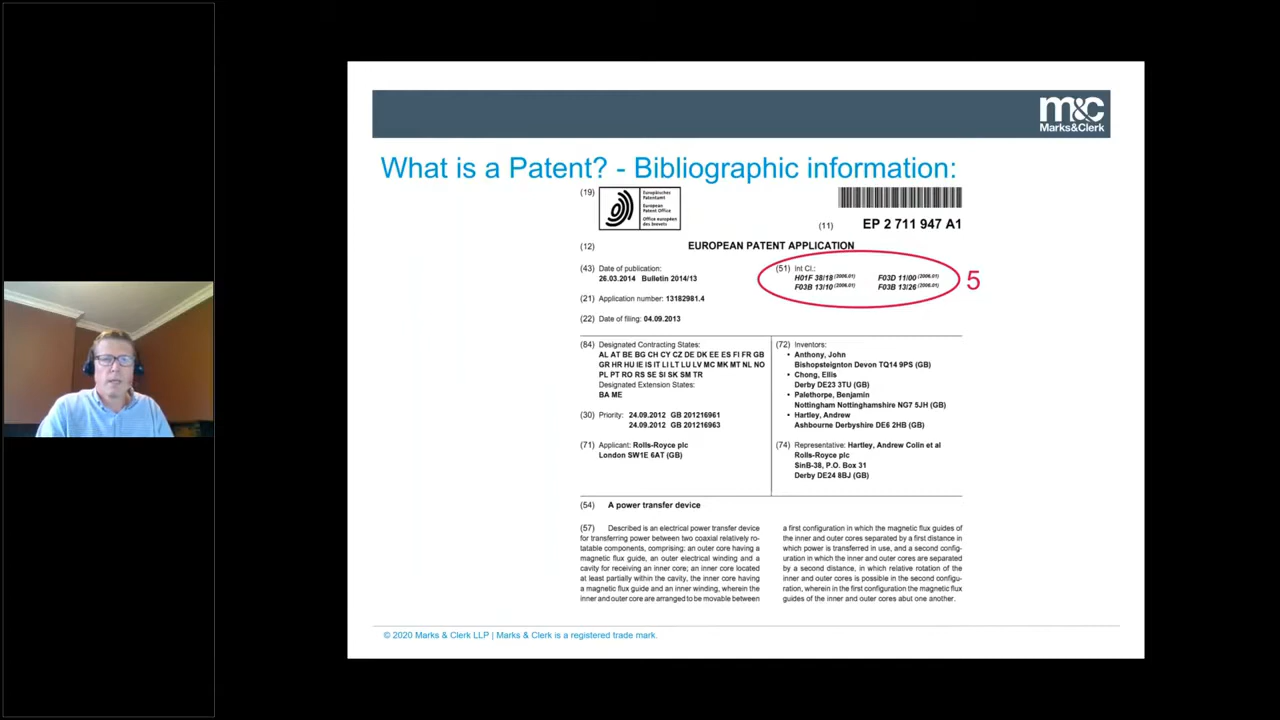 m&c
Marks&Clerk
What is a Patent? - Bibliographic information:
(19)
Europäisches
Patentamt
European
Patent Office
Office européen
des brevets
(11) EP 2 711 947 A1
(12) EUROPEAN PATENT APPLICATION
(43) Date of publication:
26.03.2014 Bulletin 2014/13
(21) Application number: 13182981.4
(22) Date of filing: 04.09.2013
(51) Int Cl.:
H01F 38/18 (2006.01) F03D 11/00 (2006.01)
F03B 13/10 (2006.01) F03B 13/26 (2006.01)
5
(84) Designated Contracting States:
AL AT BE BG CH CY CZ DE DK EE ES FI FR GB
GR HR HU IE IS IT LI LT LU LV MC MK MT NL NO
PL PT RO RS SE SI SK SM TR
Designated Extension States:
BA ME
(30) Priority: 24.09.2012 GB 201216961
24.09.2012 GB 201216963
(71) Applicant: Rolls-Royce plc
London SW1E 6AT (GB)
(72) Inventors:
• Anthony, John
Bishopsteignton Devon TQ14 9PS (GB)
• Chong, Ellis
Derby DE23 3TU (GB)
• Palethorpe, Benjamin
Nottingham Nottinghamshire NG7 5JH (GB)
• Hartley, Andrew
Ashbourne Derbyshire DE6 2HB (GB)
(74) Representative: Hartley, Andrew Colin et al
Rolls-Royce plc
SinB-38, P.O. Box 31
Derby DE24 8BJ (GB)
(54) A power transfer device
(57) Described is an electrical power transfer device
for transferring power between two coaxial relatively ro-
tatable components, comprising: an outer core having a
magnetic flux guide, an outer electrical winding and a
cavity for receiving an inner core; an inner core located
at least partially within the cavity, the inner core having
a magnetic flux guide and an inner winding, wherein the
inner and outer core are arranged to be movable between
a first configuration in which the magnetic flux guides of
the inner and outer cores separated by a first distance in
which power is transferred in use, and a second config-
uration in which the inner and outer cores are separated
by a second distance, in which relative rotation of the
inner and outer cores is possible in the second configu-
ration, wherein in the first configuration the magnetic flux
guides of the inner and outer cores abut one another.
© 2020 Marks & Clerk LLP | Marks & Clerk is a registered trade mark.